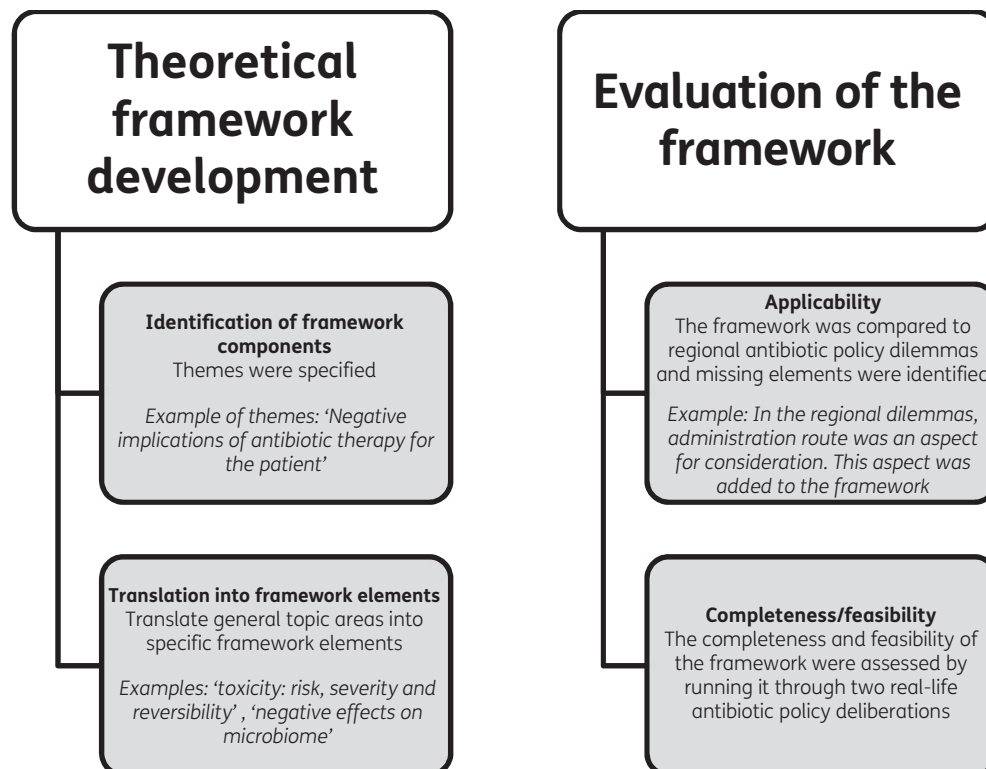 Theoretical
framework
development
Identification of framework
components
Themes were specified
Example of themes: ‘Negative
implications of antibiotic therapy for
the patient’
Translation into framework elements
Translate general topic areas into
specific framework elements
Examples: ‘toxicity: risk, severity and
reversibility’ , ‘negative effects on
microbiome’
Evaluation of the
framework
Applicability
The framework was compared to
regional antibiotic policy dilemmas
and missing elements were identified
Example: In the regional dilemmas,
administration route was an aspect
for consideration. This aspect was
added to the framework
Completeness/feasibility
The completeness and feasibility of
the framework were assessed by
running it through two real-life
antibiotic policy deliberations